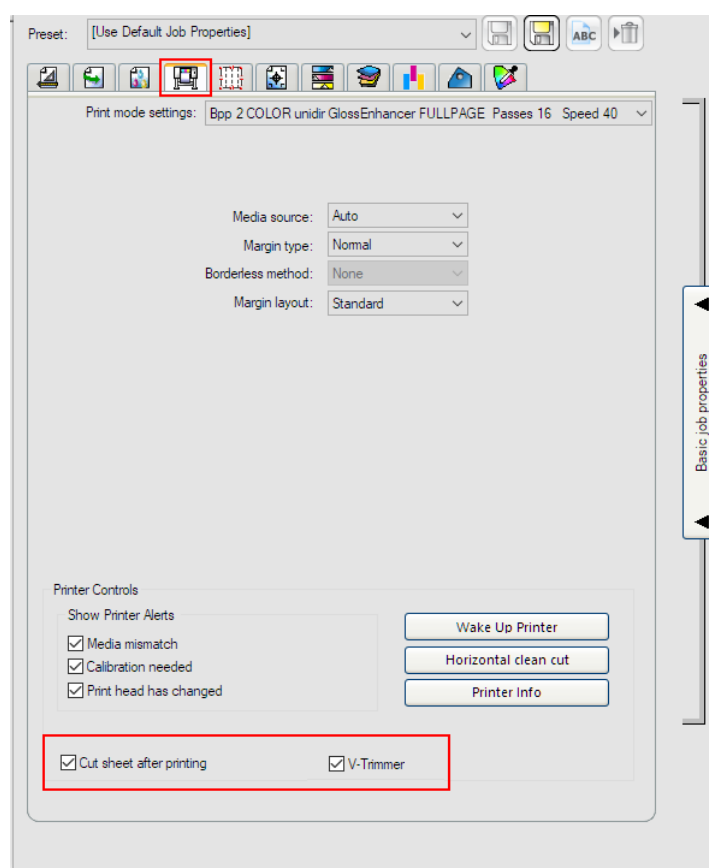 Preset: [Use Default Job Properties]
ABC
Print mode settings: Bpp 2 COLOR unidir GlossEnhancer FULLPAGE Passes 16 Speed 40
Media source: Auto
Margin type: Normal
Borderless method: None
Margin layout: Standard
Basic job properties
Printer Controls
Show Printer Alerts
Media mismatch
Calibration needed
Print head has changed
Wake Up Printer
Horizontal clean cut
Printer Info
Cut sheet after printing
V-Trimmer